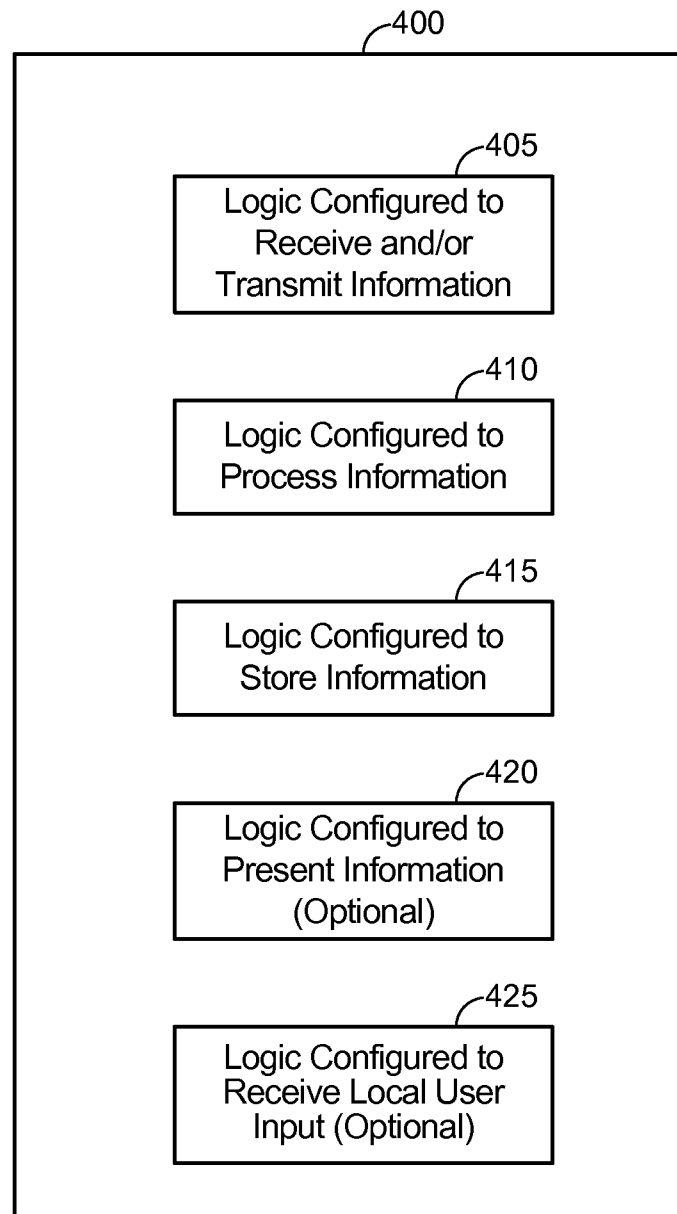 400
405
Logic Configured to
Receive and/or
Transmit Information
410
Logic Configured to
Process Information
415
Logic Configured to
Store Information
420
Logic Configured to
Present Information
(Optional)
425
Logic Configured to
Receive Local User
Input (Optional)